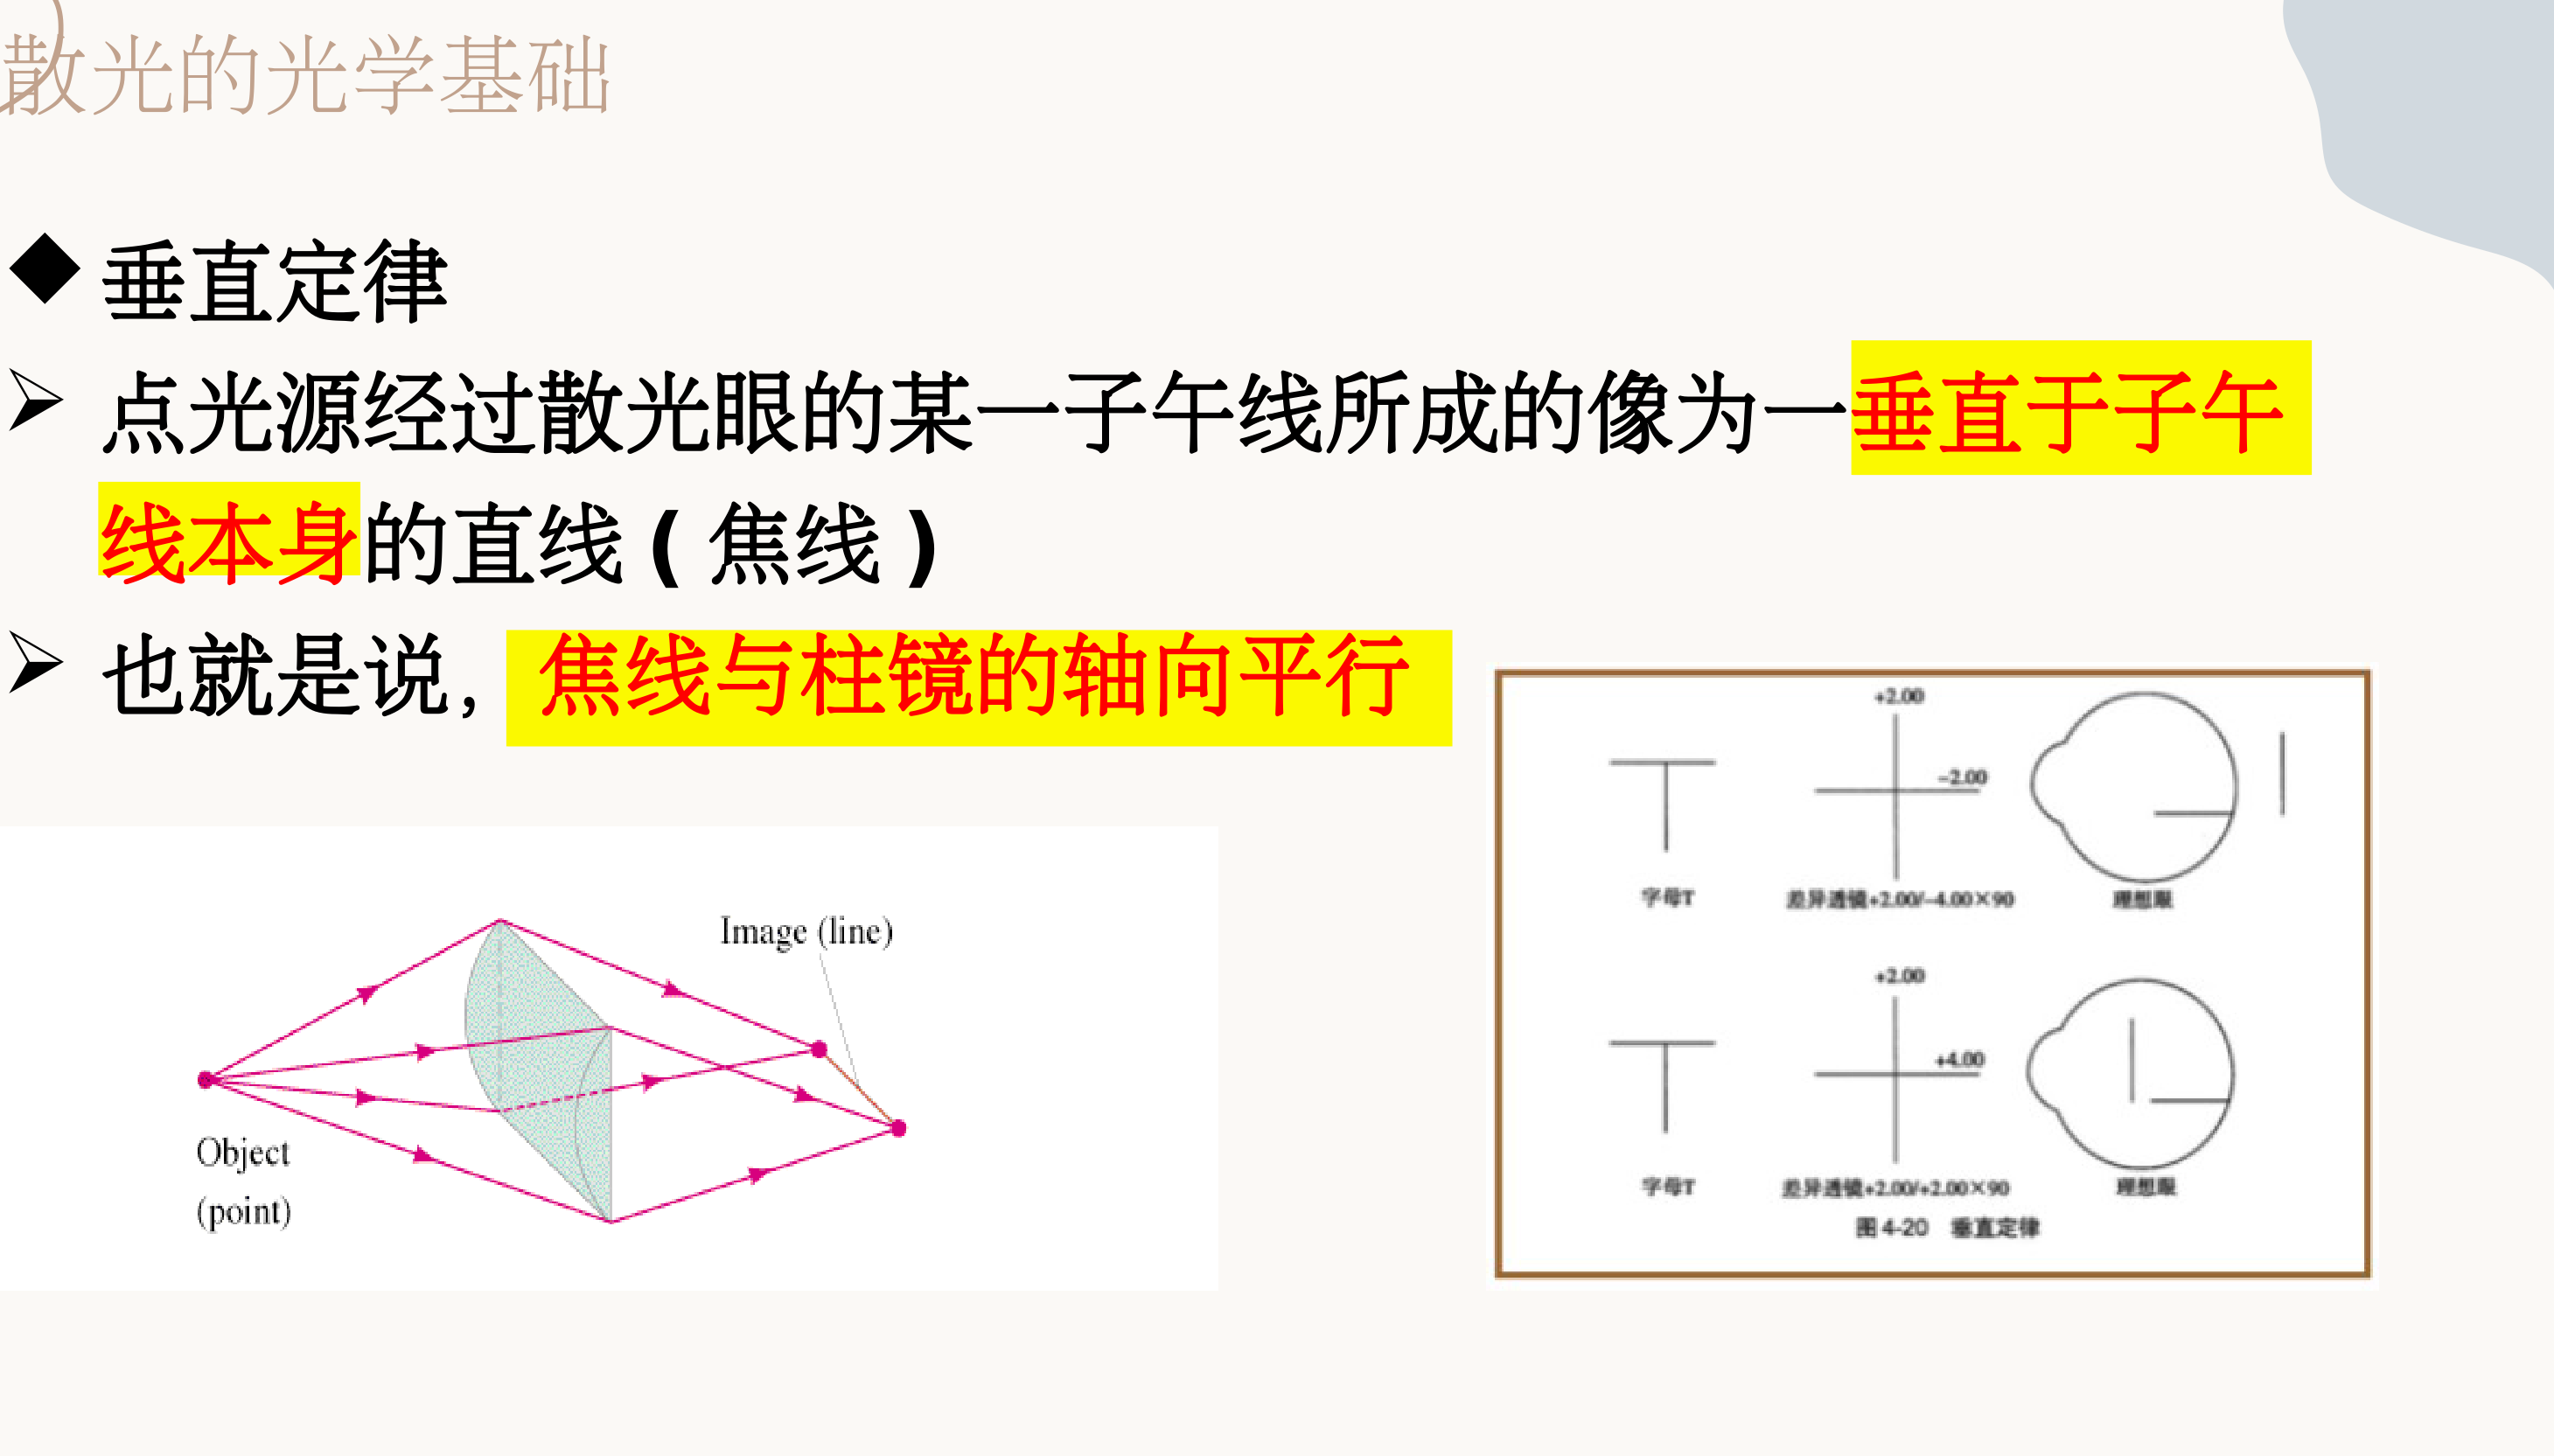 散光的光学基础
垂直定律
点光源经过散光眼的某一子午线所成的像为一垂直于子午
线本身的直线（焦线）
也就是说，焦线与柱镜的轴向平行
Image (line)
Object
(point)
+2.00
-2.00
字母T
差异透镜+2.00/-4.00×90
理想眼
+2.00
+4.00
字母T
差异透镜+2.00/+2.00×90
理想眼
图 4-20 垂直定律